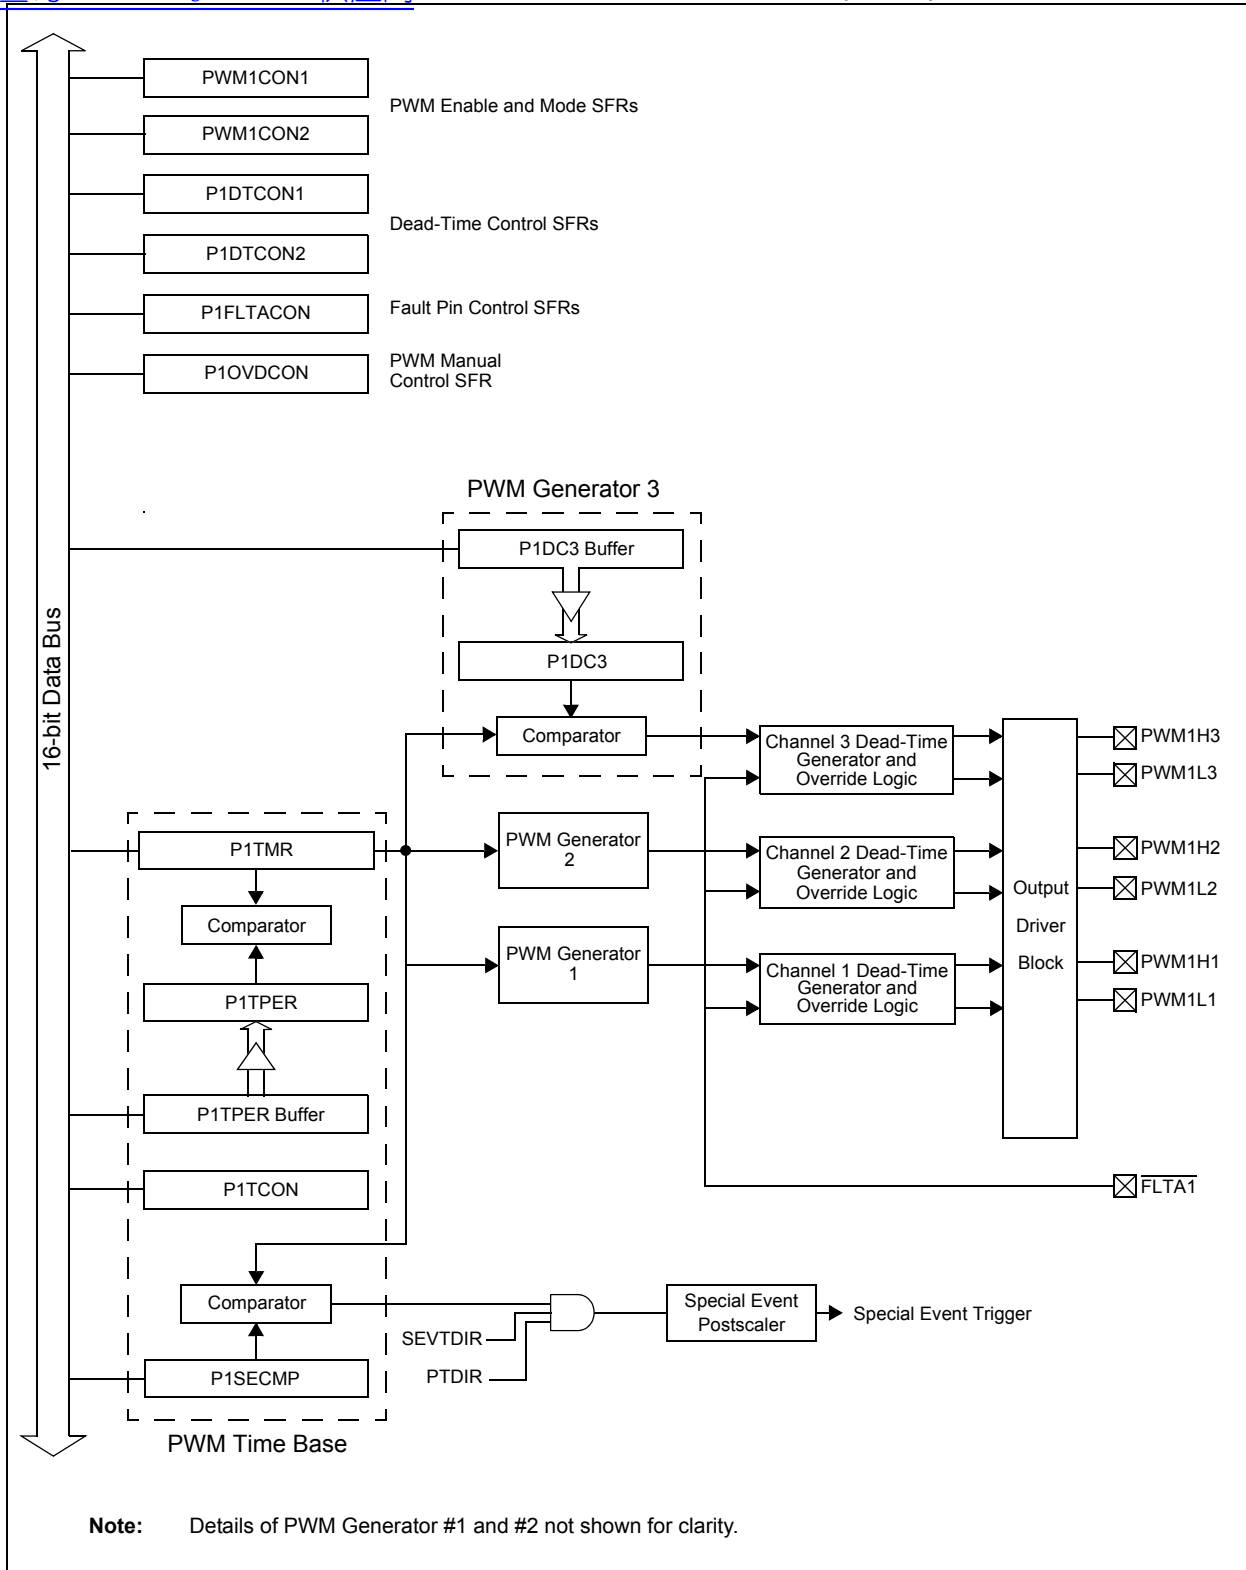 PWM1CON1
PWM Enable and Mode SFRs
PWM1CON2
P1DTCON1
Dead-Time Control SFRs
P1DTCON2
P1FLTACON
Fault Pin Control SFRs
P1OVDCON
PWM Manual
Control SFR
16-bit Data Bus
PWM Generator 3
P1DC3 Buffer
P1DC3
Comparator
Channel 3 Dead-Time
Generator and
Override Logic
PWM1H3
PWM1L3
P1TMR
PWM Generator
2
Channel 2 Dead-Time
Generator and
Override Logic
PWM1H2
PWM1L2
Output
Driver
Block
Comparator
PWM Generator
1
Channel 1 Dead-Time
Generator and
Override Logic
PWM1H1
PWM1L1
P1TPER
P1TPER Buffer
P1TCON
FLTA1
Comparator
SEVTDIR
PTDIR
Special Event
Postscaler
Special Event Trigger
P1SECMP
PWM Time Base
Note: Details of PWM Generator #1 and #2 not shown for clarity.